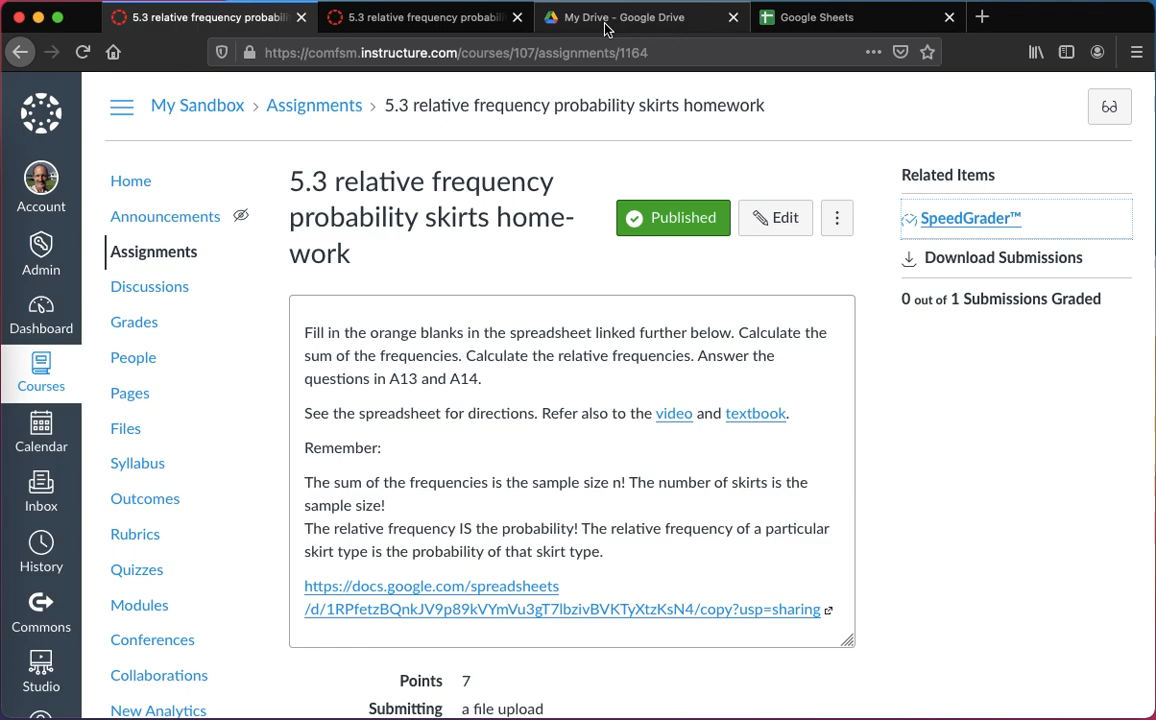 5.3 relative frequency probabili
5.3 relative frequency probabili
My Drive - Google Drive
Google Sheets
https://comfsm.instructure.com/courses/107/assignments/1164
My Sandbox > Assignments > 5.3 relative frequency probability skirts homework
Account
Admin
Dashboard
Courses
Calendar
Inbox
History
Commons
Studio
Home
Announcements
Assignments
Discussions
Grades
People
Pages
Files
Syllabus
Outcomes
Rubrics
Quizzes
Modules
Conferences
Collaborations
New Analytics
5.3 relative frequency
probability skirts home-
work
Published
Edit
Fill in the orange blanks in the spreadsheet linked further below. Calculate the
sum of the frequencies. Calculate the relative frequencies. Answer the
questions in A13 and A14.
See the spreadsheet for directions. Refer also to the video and textbook.
Remember:
The sum of the frequencies is the sample size n! The number of skirts is the
sample size!
The relative frequency IS the probability! The relative frequency of a particular
skirt type is the probability of that skirt type.
https://docs.google.com/spreadsheets
/d/1RPfetzBQnkJV9p89kVYmVu3gT7lbzivBVKTyXtzKsN4/copy?usp=sharing
Points 7
Submitting a file upload
Related Items
SpeedGrader™
Download Submissions
0 out of 1 Submissions Graded